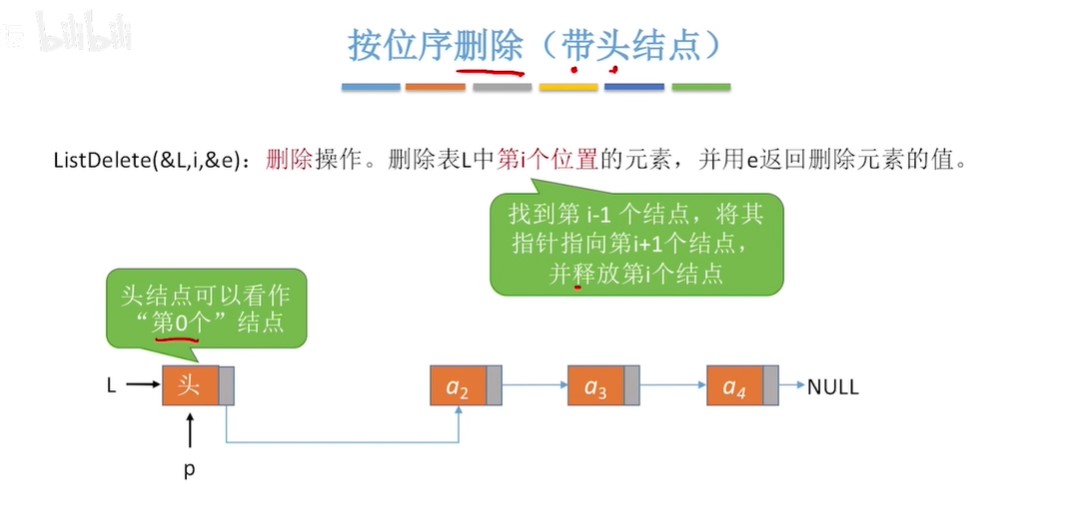 bilibili
按位序删除（带头结点）
ListDelete(&L,i,&e)：删除操作。删除表L中第i个位置的元素，并用e返回删除元素的值。
找到第 i-1 个结点，将其
指针指向第i+1个结点，
并释放第i个结点
头结点可以看作
“第0个”结点
L
头
a2
a3
a4
NULL
p